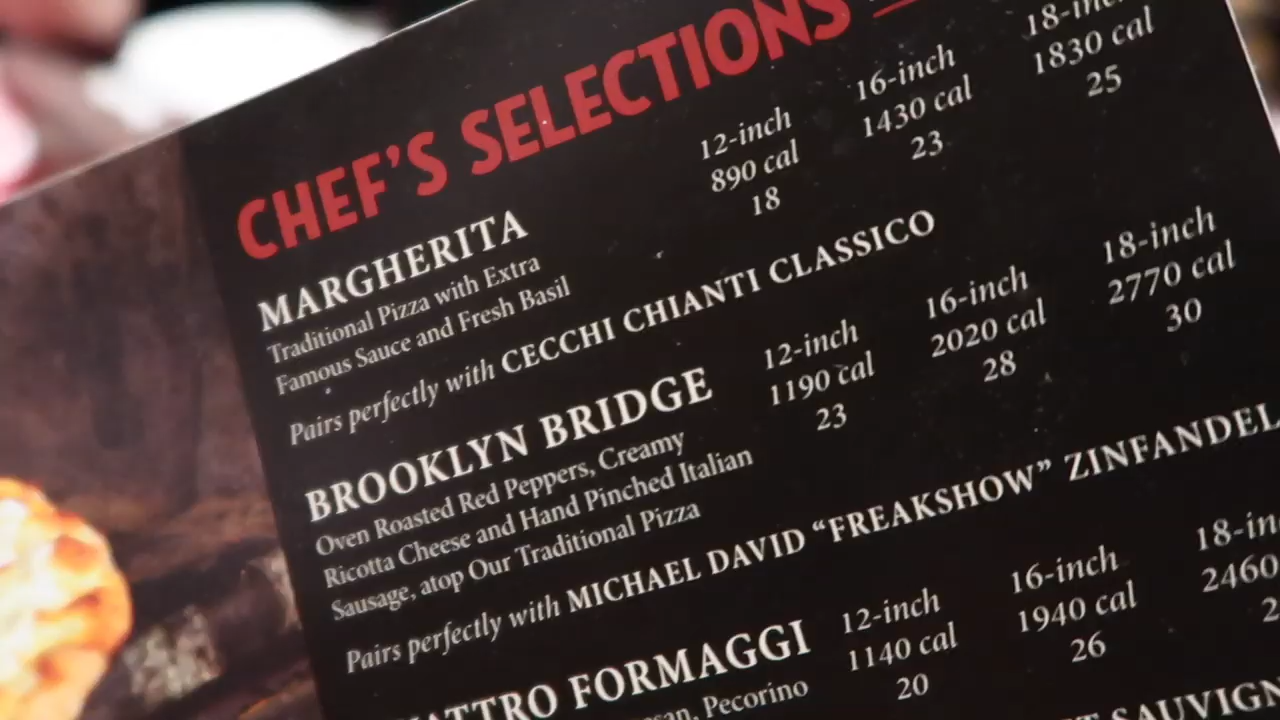 CHEF'S SELECTIONS
MARGHERITA
Traditional Pizza with Extra
Famous Sauce and Fresh Basil
12-inch
890 cal
18
16-inch
1430 cal
23
1830 cal
25
Pairs perfectly with CECCHI CHIANTI CLASSICO
BROOKLYN BRIDGE
Oven Roasted Red Peppers, Creamy
Ricotta Cheese and Hand Pinched Italian
Sausage, atop Our Traditional Pizza
12-inch
1190 cal
23
16-inch
2020 cal
28
18-inch
2770 cal
30
Pairs perfectly with MICHAEL DAVID “FREAKSHOW” ZINFANDEL
FORMAGGI
Pecorino
12-inch
1140 cal
20
16-inch
1940 cal
26
2460